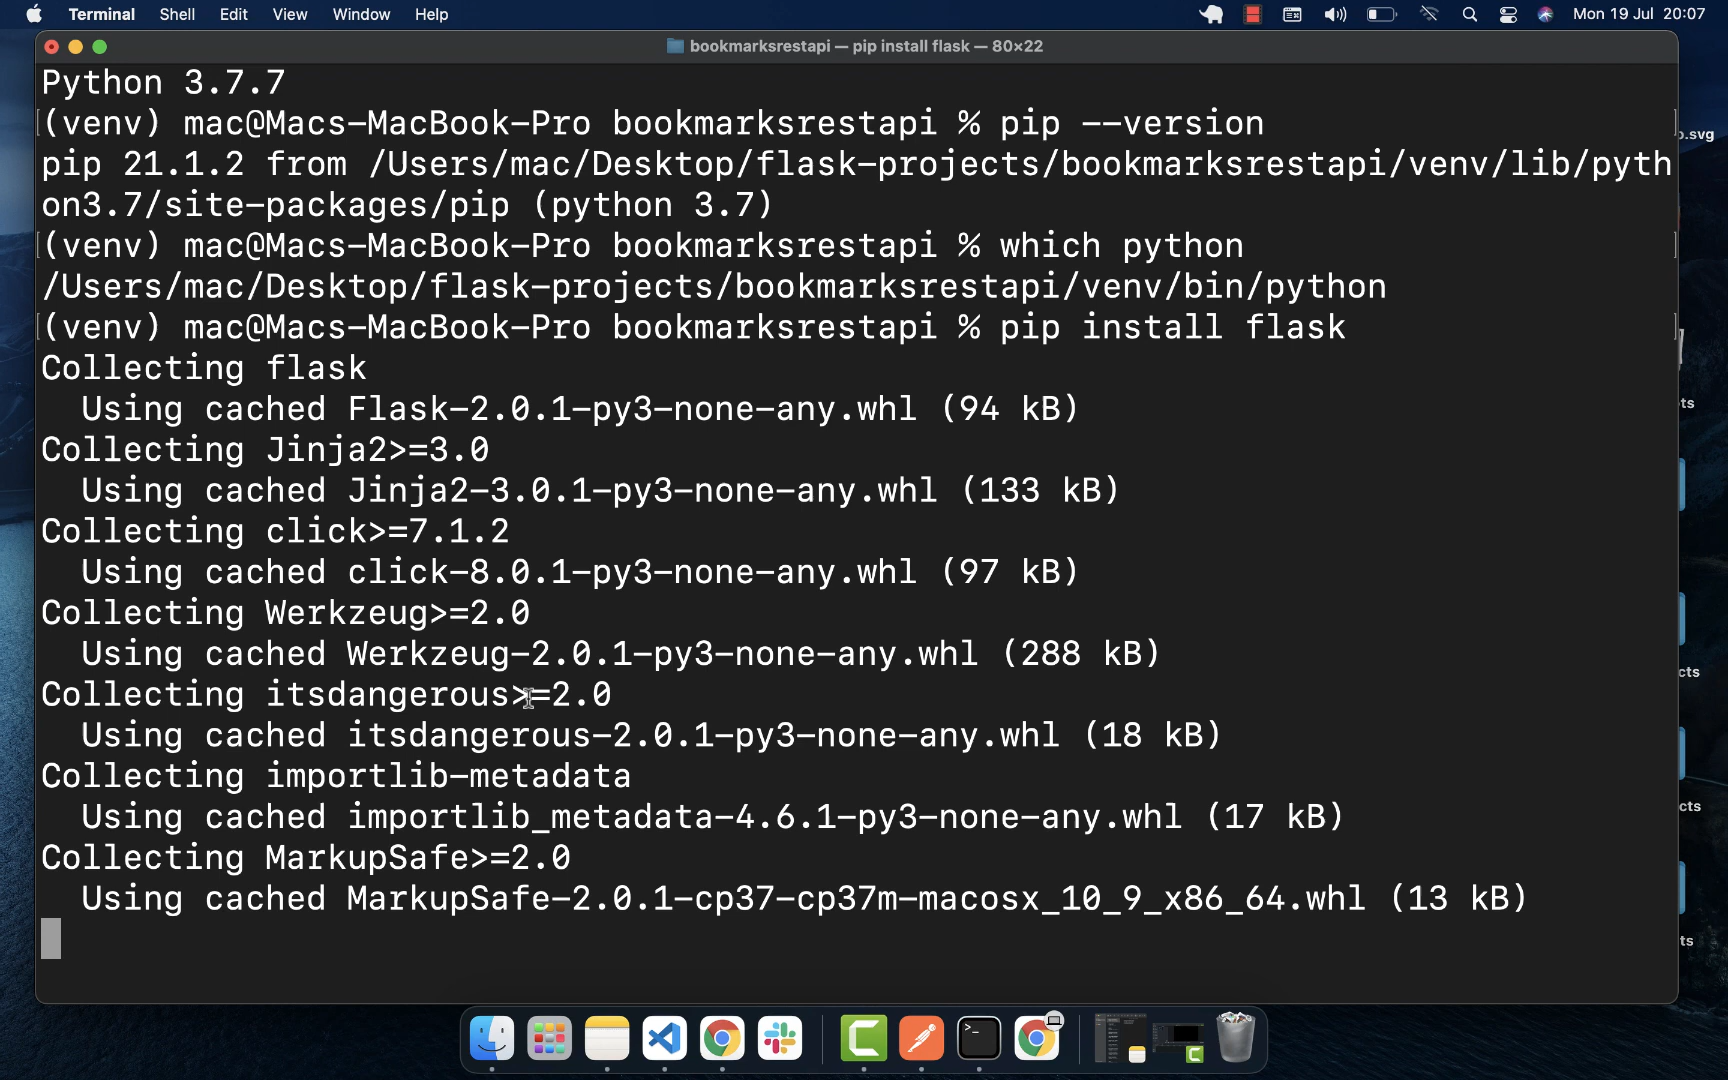 Terminal Shell Edit View Window Help Mon 19 Jul 20:07
bookmarksrestapi — pip install flask — 80×22
Python 3.7.7
[(venv) mac@Macs-MacBook-Pro bookmarksrestapi % pip --version ]
pip 21.1.2 from /Users/mac/Desktop/flask-projects/bookmarksrestapi/venv/lib/pyth
on3.7/site-packages/pip (python 3.7)
[(venv) mac@Macs-MacBook-Pro bookmarksrestapi % which python ]
/Users/mac/Desktop/flask-projects/bookmarksrestapi/venv/bin/python
[(venv) mac@Macs-MacBook-Pro bookmarksrestapi % pip install flask ]
Collecting flask
  Using cached Flask-2.0.1-py3-none-any.whl (94 kB)
Collecting Jinja2>=3.0
  Using cached Jinja2-3.0.1-py3-none-any.whl (133 kB)
Collecting click>=7.1.2
  Using cached click-8.0.1-py3-none-any.whl (97 kB)
Collecting Werkzeug>=2.0
  Using cached Werkzeug-2.0.1-py3-none-any.whl (288 kB)
Collecting itsdangerous>=2.0
  Using cached itsdangerous-2.0.1-py3-none-any.whl (18 kB)
Collecting importlib-metadata
  Using cached importlib_metadata-4.6.1-py3-none-any.whl (17 kB)
Collecting MarkupSafe>=2.0
  Using cached MarkupSafe-2.0.1-cp37-cp37m-macosx_10_9_x86_64.whl (13 kB)